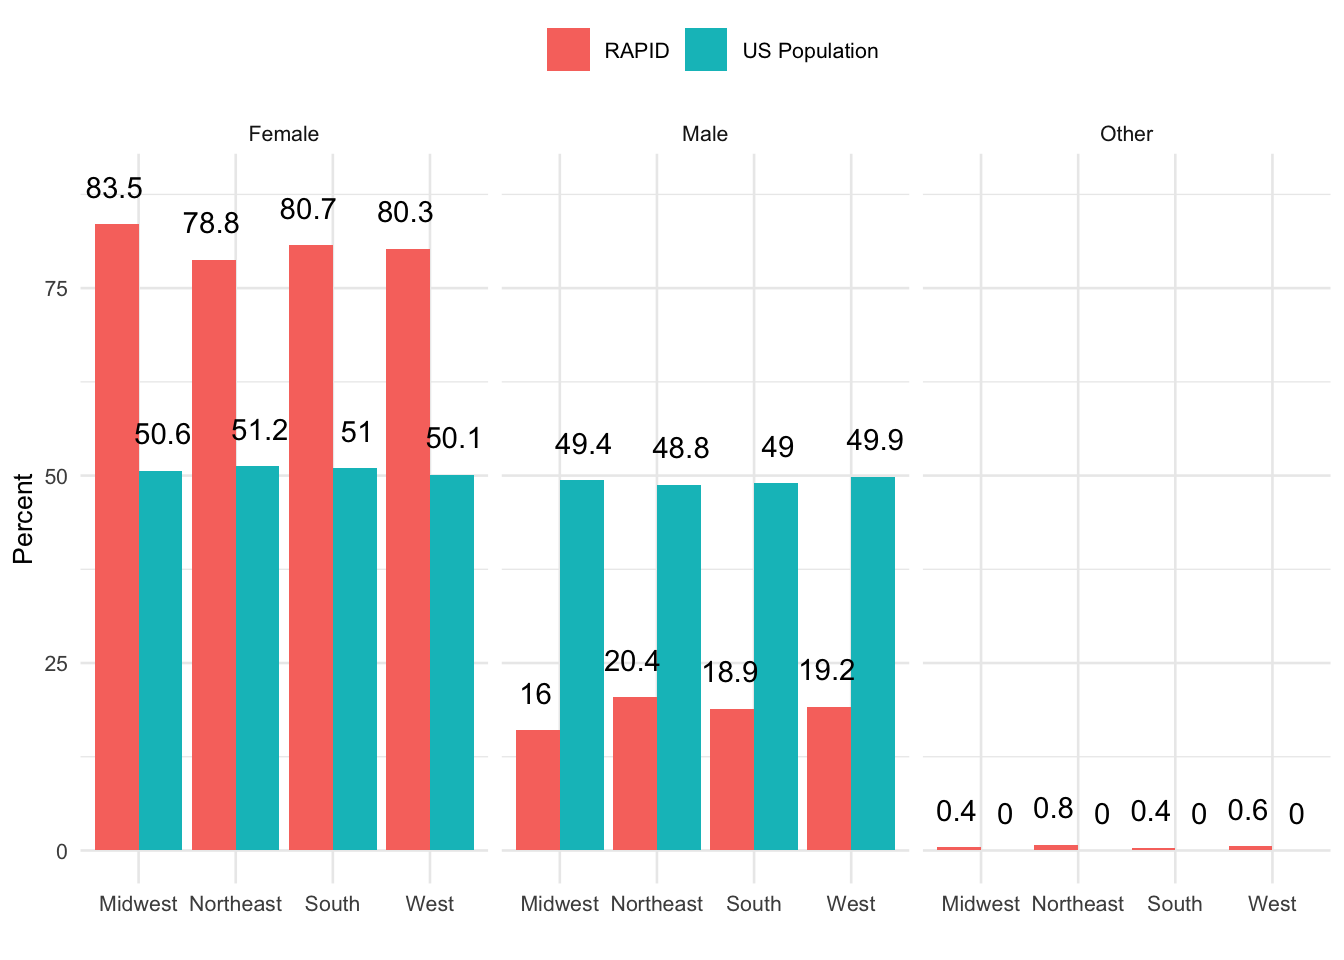 RAPID US Population
Female Male Other
83.5 78.8 80.7 80.3
50.6 51.2 51 50.1
49.4 48.8 49 49.9
16 20.4 18.9 19.2
0.4 0 0.8 0 0.4 0 0.6 0
Percent
75
50
25
0
Midwest Northeast South West Midwest Northeast South West Midwest Northeast South West